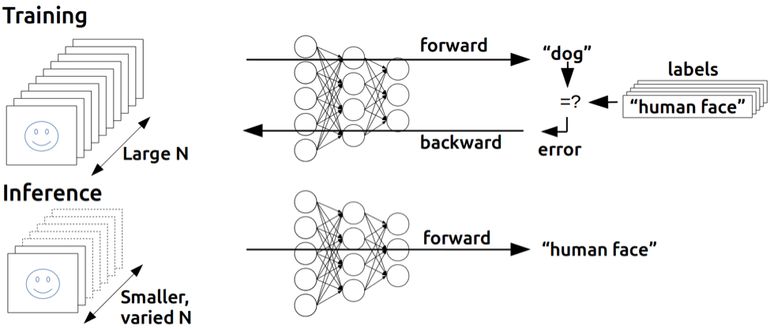 Training
forward
“dog”
labels
=?
“human face”
Large N
backward
error
Inference
forward
“human face”
Smaller,
varied N